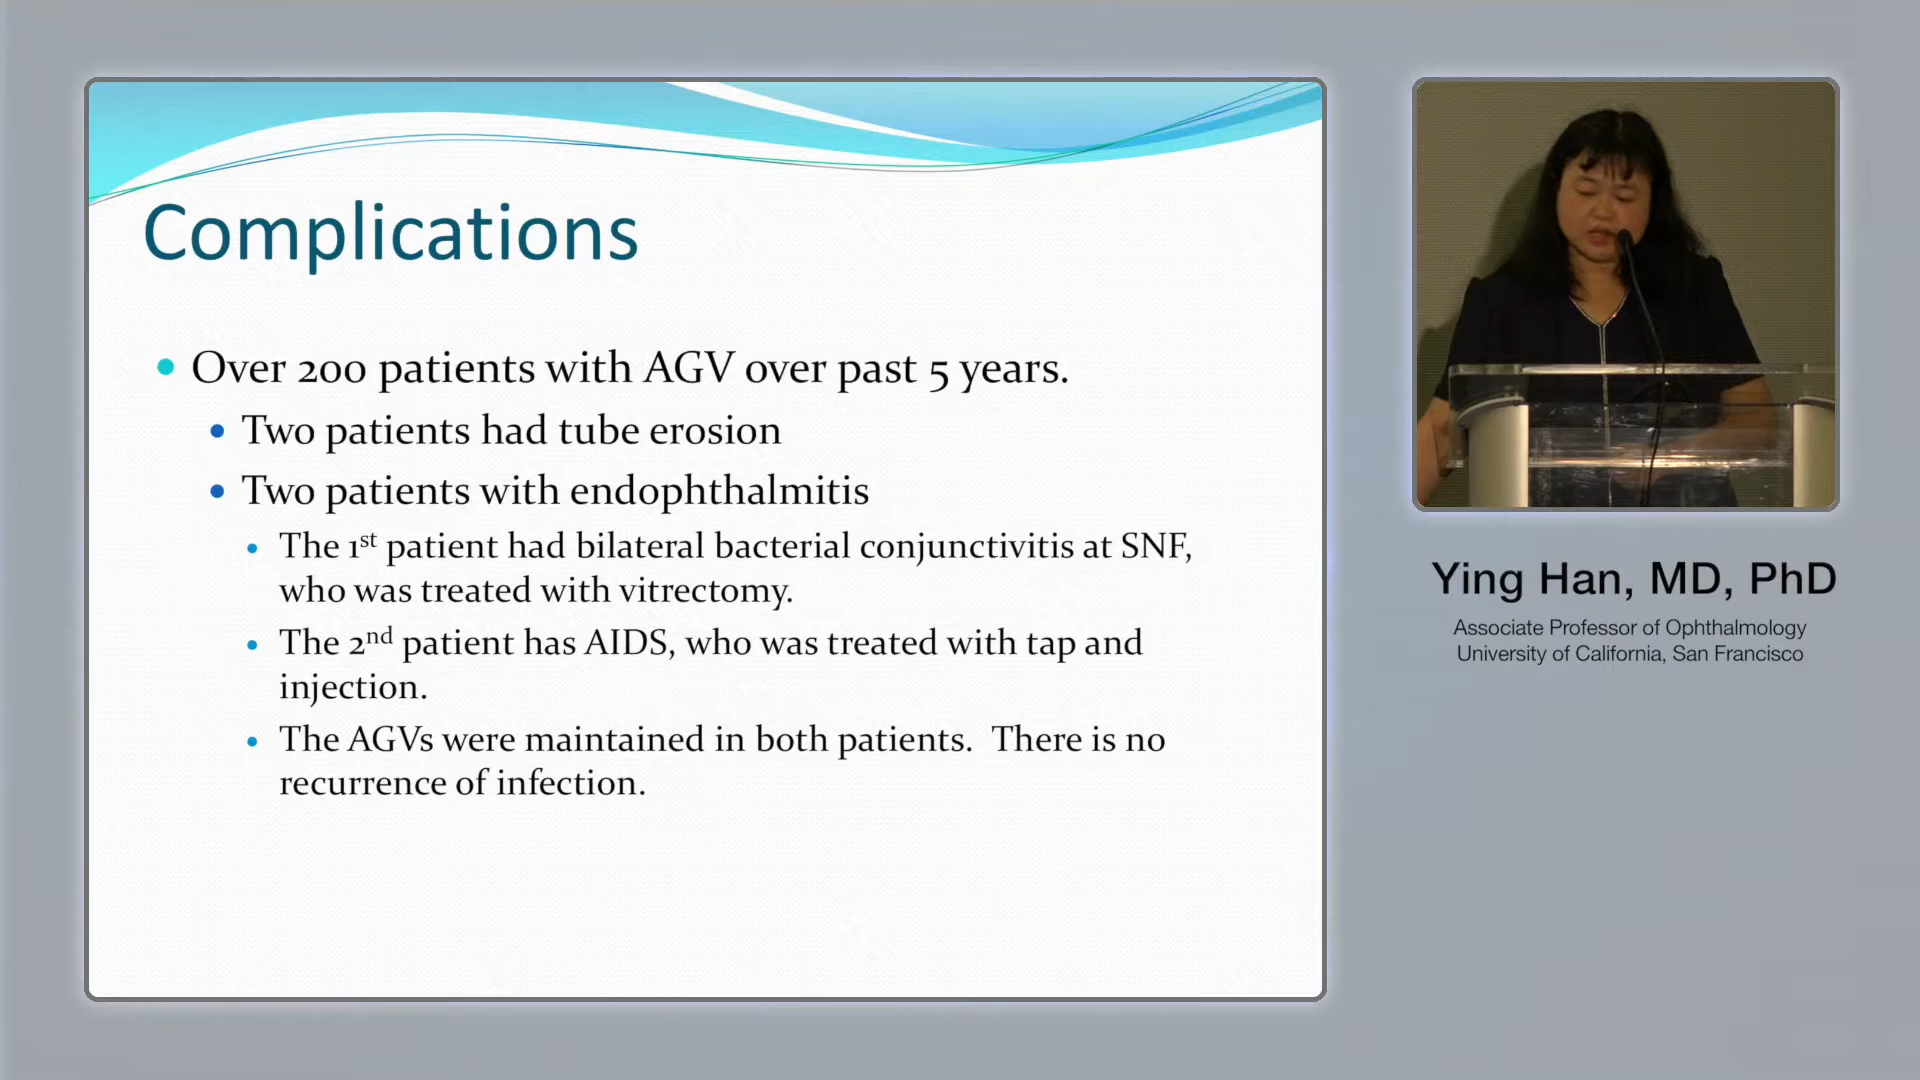 Complications
Over 200 patients with AGV over past 5 years.
Two patients had tube erosion
Two patients with endophthalmitis
The 1st patient had bilateral bacterial conjunctivitis at SNF,
who was treated with vitrectomy.
The 2nd patient has AIDS, who was treated with tap and
injection.
The AGVs were maintained in both patients.  There is no
recurrence of infection.
Ying Han, MD, PhD
Associate Professor of Ophthalmology
University of California, San Francisco